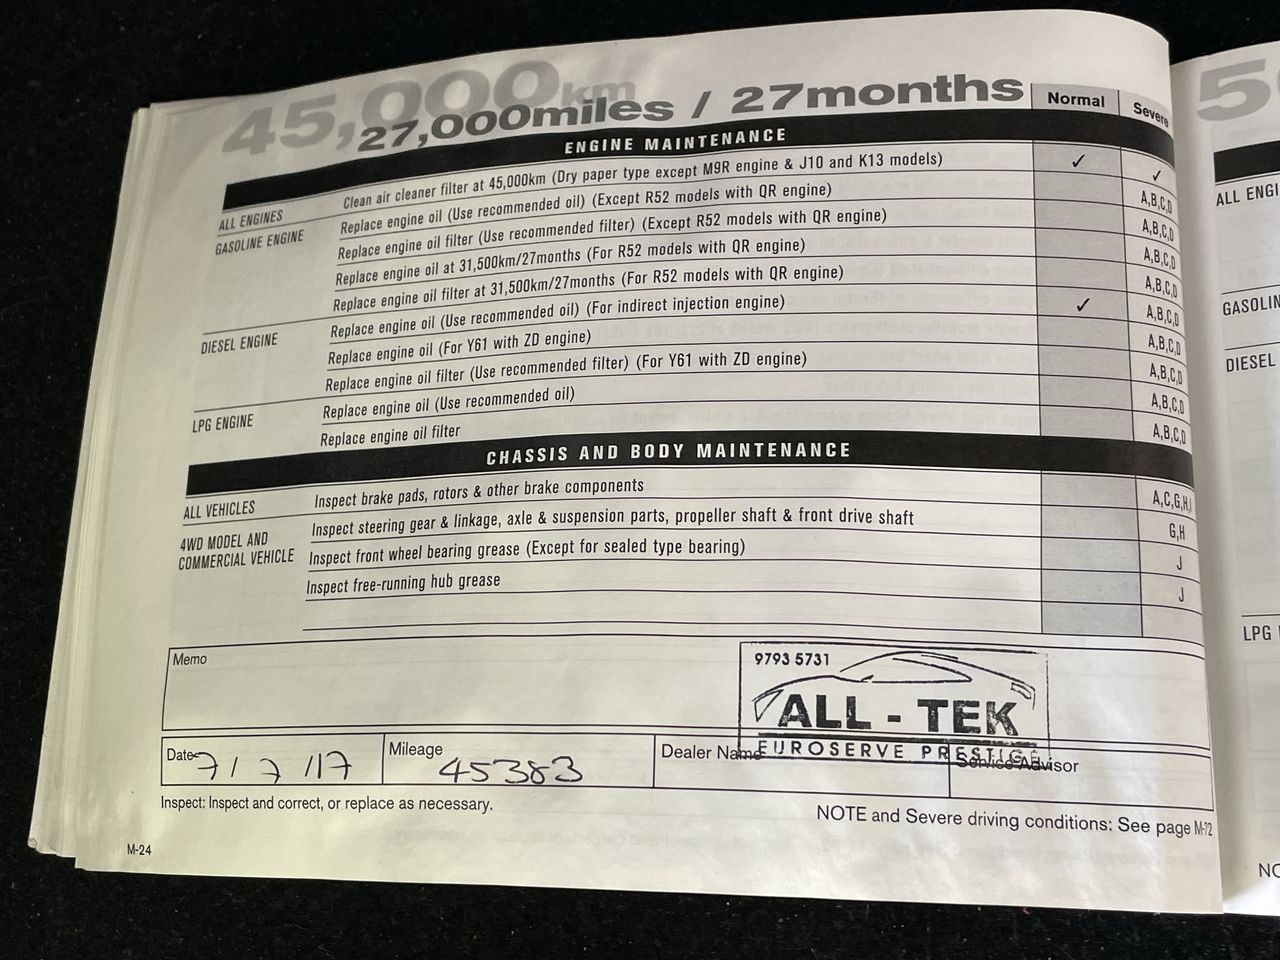 45,000km
27,000miles / 27months
Normal
Severe
ENGINE MAINTENANCE
ALL ENGINES Clean air cleaner filter at 45,000km (Dry paper type except M9R engine & J10 and K13 models) ✓ ✓
GASOLINE ENGINE Replace engine oil (Use recommended oil) (Except R52 models with QR engine) A,B,C,D
Replace engine oil filter (Use recommended filter) (Except R52 models with QR engine) A,B,C,D
Replace engine oil at 31,500km/27months (For R52 models with QR engine) A,B,C,D
Replace engine oil filter at 31,500km/27months (For R52 models with QR engine) A,B,C,D
DIESEL ENGINE Replace engine oil (Use recommended oil) (For indirect injection engine) ✓ A,B,C,D
Replace engine oil (For Y61 with ZD engine) A,B,C,D
Replace engine oil filter (Use recommended filter) (For Y61 with ZD engine) A,B,C,D
LPG ENGINE Replace engine oil (Use recommended oil) A,B,C,D
Replace engine oil filter A,B,C,D
CHASSIS AND BODY MAINTENANCE
ALL VEHICLES Inspect brake pads, rotors & other brake components A,C,G,H,I
4WD MODEL AND COMMERCIAL VEHICLE Inspect steering gear & linkage, axle & suspension parts, propeller shaft & front drive shaft G,H
Inspect front wheel bearing grease (Except for sealed type bearing) J
Inspect free-running hub grease J
Memo
9793 5731
ALL-TEK
EUROSERVE PRESTIGE
Date 7/7/17
Mileage 45383
Dealer Name
Service Advisor
Inspect: Inspect and correct, or replace as necessary.
NOTE and Severe driving conditions: See page M-72
M-24
ALL ENGI
GASOLIN
DIESEL
LPG